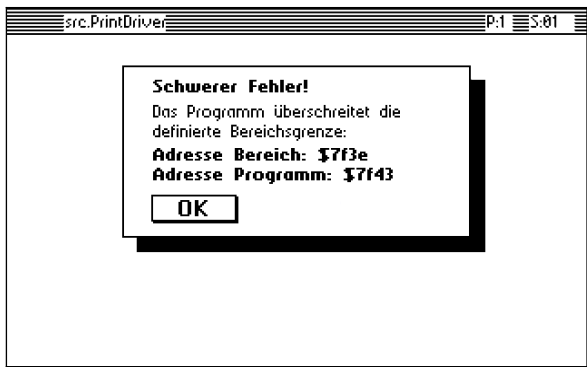 src.PrintDriver P:1 S:01
Schwerer Fehler!
Das Programm überschreitet die
definierte Bereichsgrenze:
Adresse Bereich: $7f3e
Adresse Programm: $7f43
OK